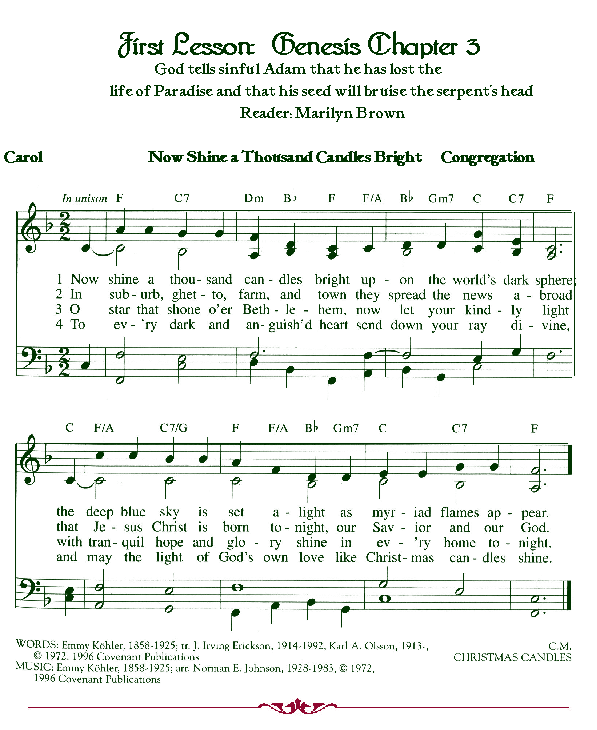 First Lesson: Genesis Chapter 3
God tells sinful Adam that he has lost the
life of Paradise and that his seed will bruise the serpent's head
Reader: Marilyn Brown
Carol Now Shine a Thousand Candles Bright Congregation
In unison F C7 Dm B♭ F F/A B♭ Gm7 C C7 F
1 Now shine a thou- sand can - dles bright up - on the world's dark sphere;
2 In sub - urb, ghet - to, farm, and town they spread the news a - broad
3 O star that shone o'er Beth - le - hem, now let your kind - ly light
4 To ev - 'ry dark and an- guish'd heart send down your ray di - vine,
C F/A C7/G F F/A B♭ Gm7 C C7 F
the deep blue sky is set a - light as myr - iad flames ap - pear.
that Je - sus Christ is born to - night, our Sav - ior and our God.
with tran - quil hope and glo - ry shine in ev - 'ry home to - night.
and may the light of God's own love like Christ- mas can - dles shine.
WORDS: Emmy Köhler, 1858-1925; tr. J. Irving Erickson, 1914-1992, Karl A. Olsson, 1913-,
© 1972, 1996 Covenant Publications
MUSIC: Emmy Köhler, 1858-1925; arr. Norman E. Johnson, 1928-1983, © 1972,
1996 Covenant Publications
C.M.
CHRISTMAS CANDLES